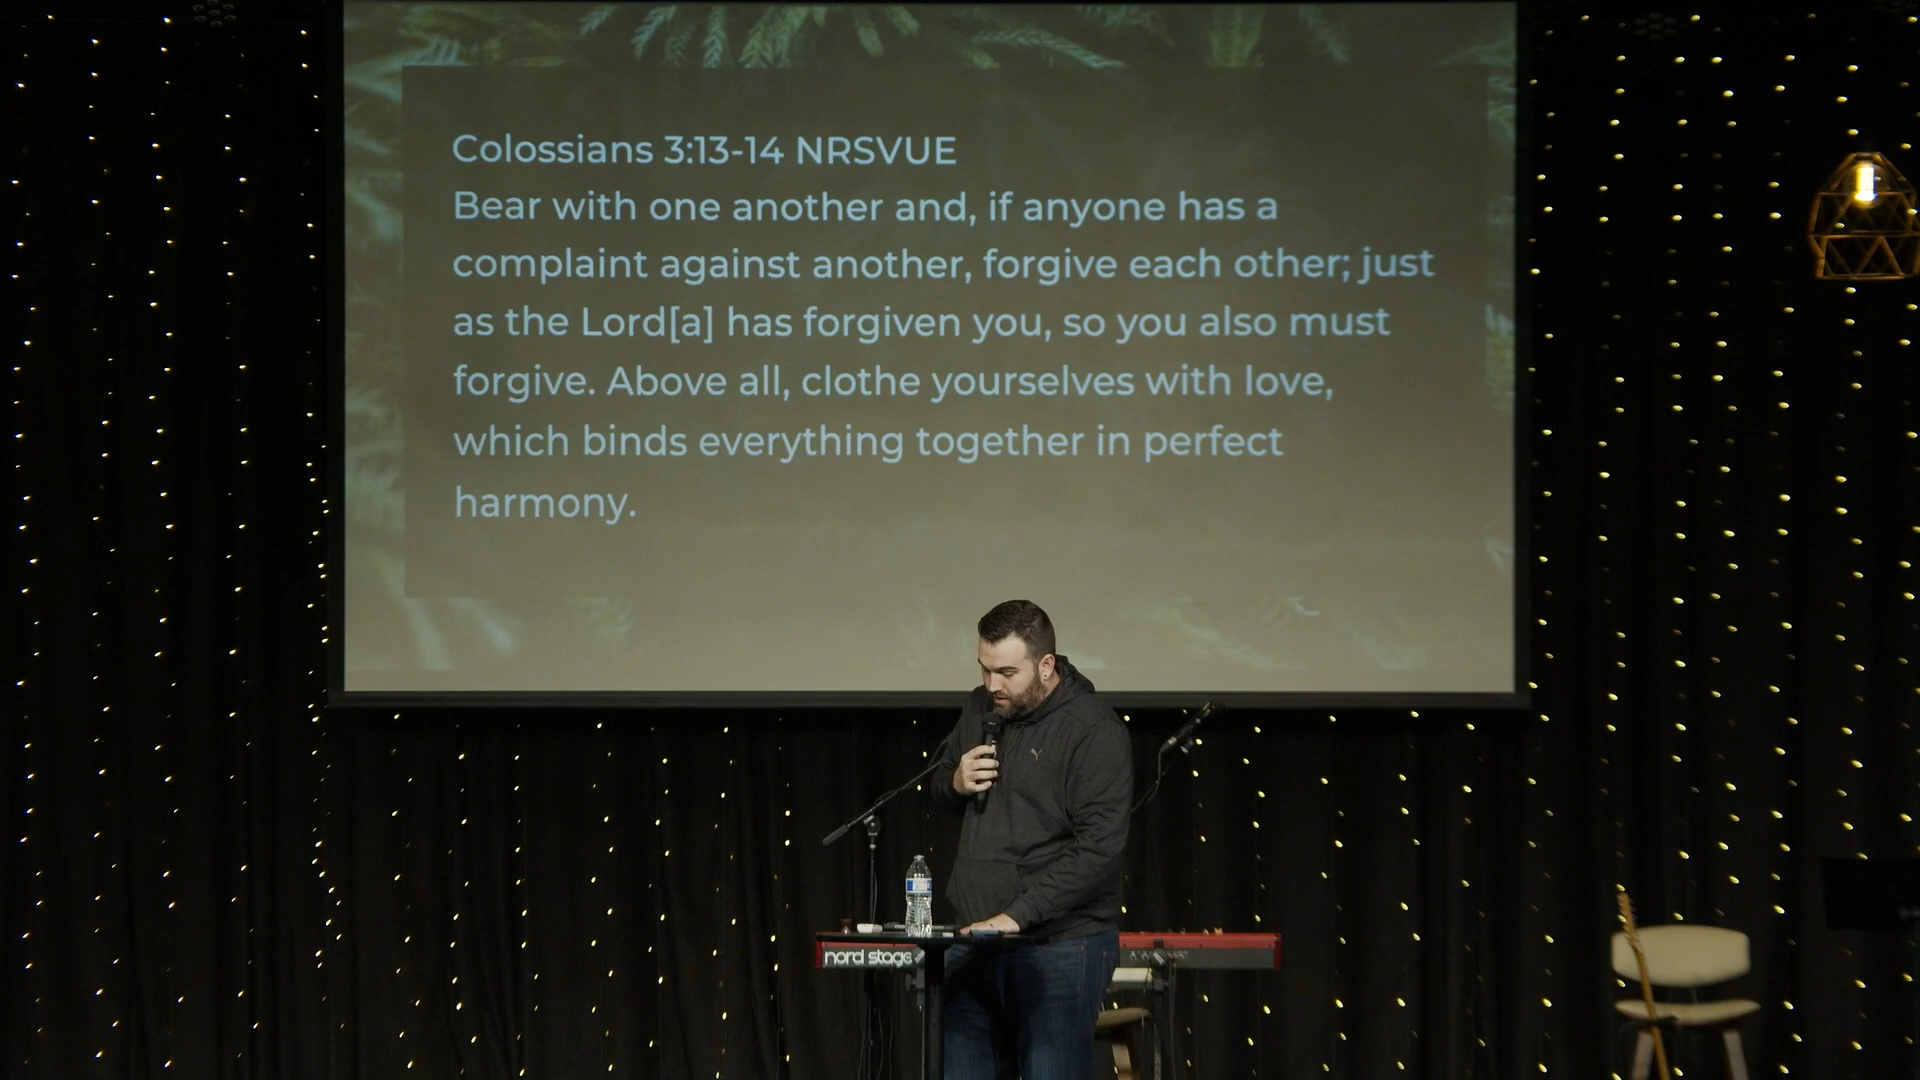 Colossians 3:13-14 NRSVUE
Bear with one another and, if anyone has a
complaint against another, forgive each other; just
as the Lord[a] has forgiven you, so you also must
forgive. Above all, clothe yourselves with love,
which binds everything together in perfect
harmony.
nord stage